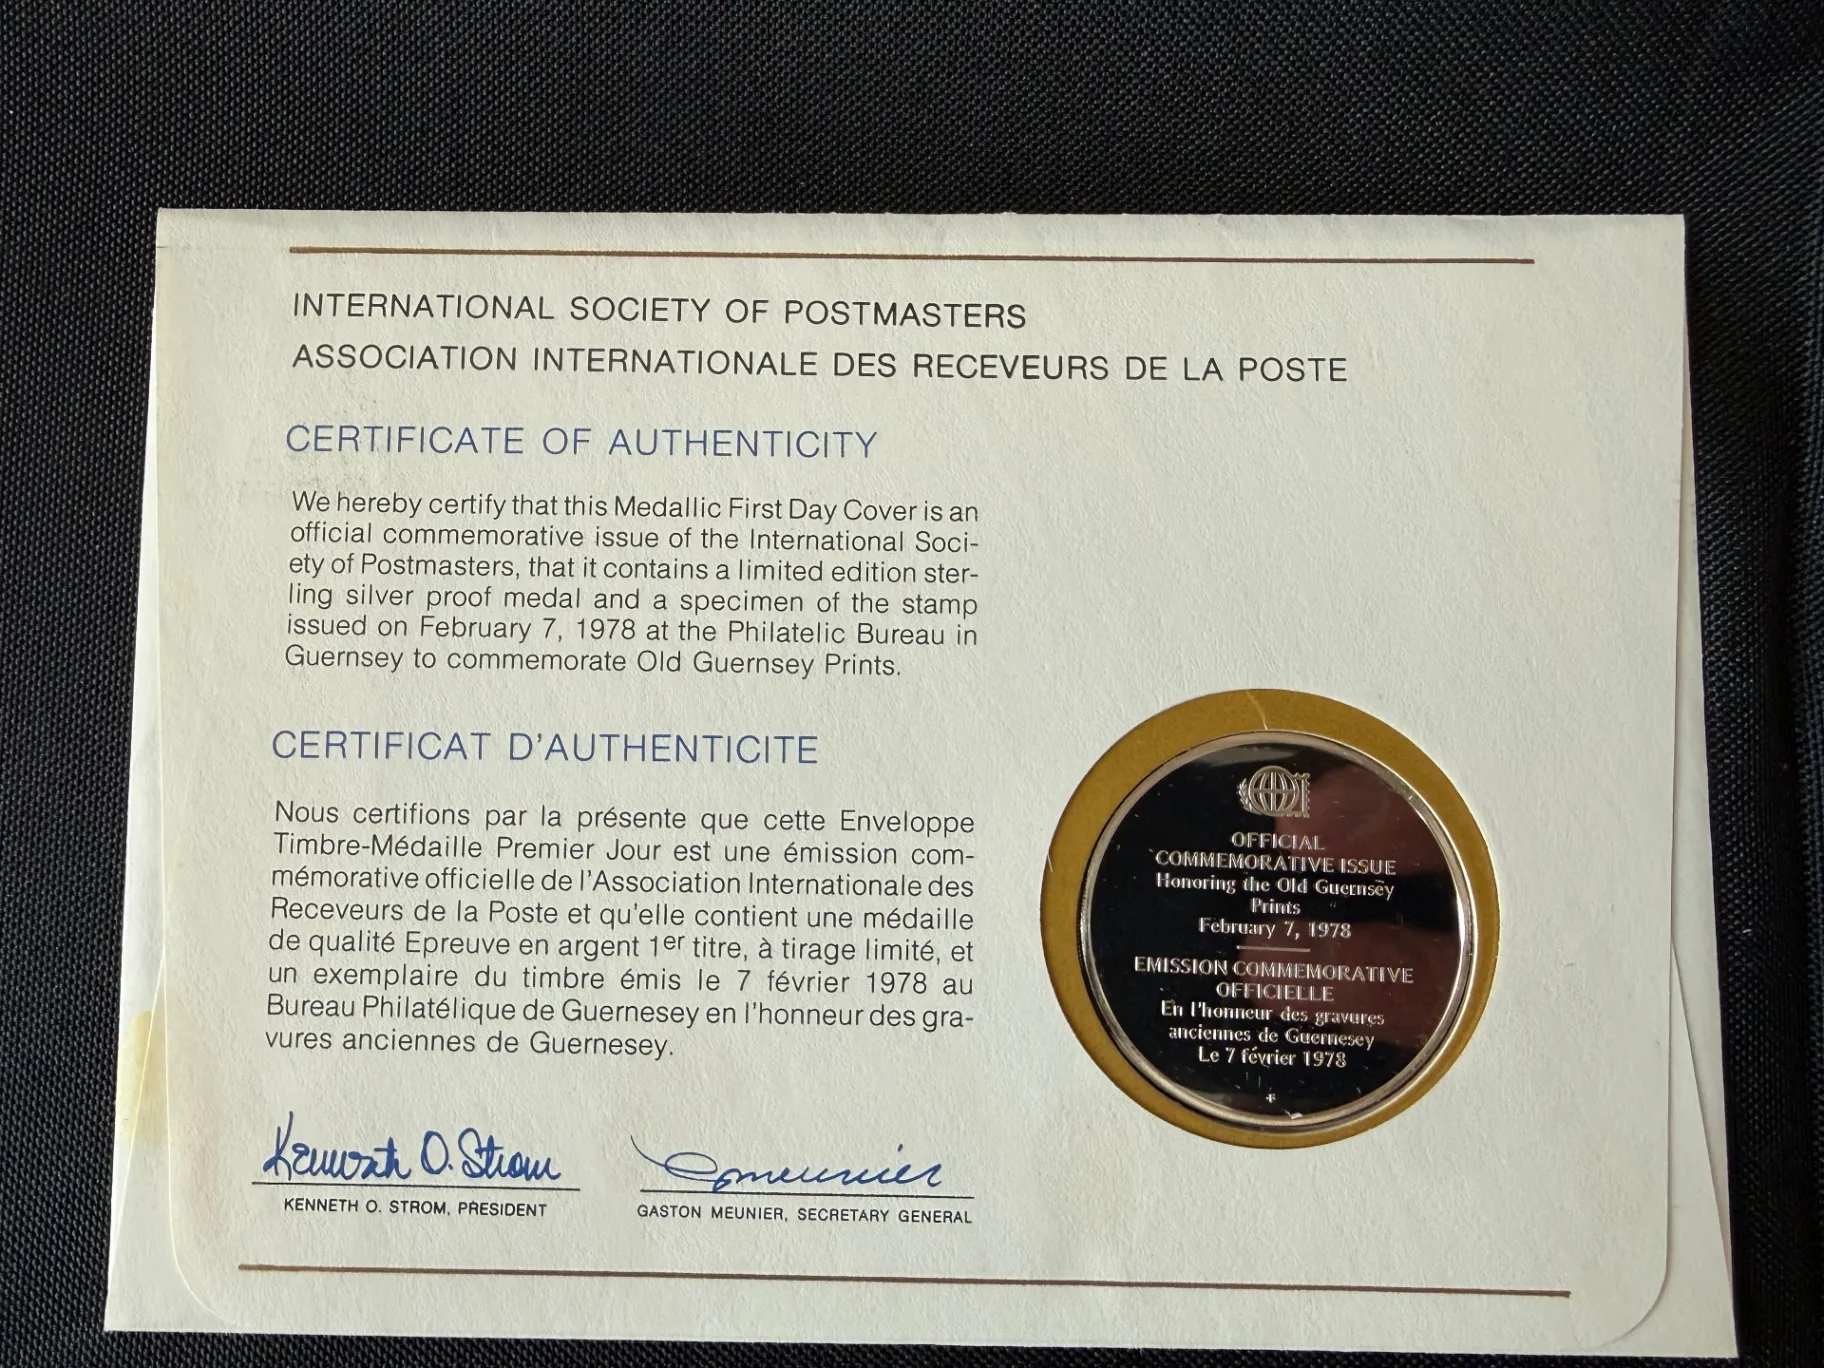 INTERNATIONAL SOCIETY OF POSTMASTERS
ASSOCIATION INTERNATIONALE DES RECEVEURS DE LA POSTE
CERTIFICATE OF AUTHENTICITY
We hereby certify that this Medallic First Day Cover is an
official commemorative issue of the International Soci-
ety of Postmasters, that it contains a limited edition ster-
ling silver proof medal and a specimen of the stamp
issued on February 7, 1978 at the Philatelic Bureau in
Guernsey to commemorate Old Guernsey Prints.
CERTIFICAT D'AUTHENTICITE
Nous certifions par la présente que cette Enveloppe
Timbre-Médaille Premier Jour est une émission com-
mémorative officielle de l'Association Internationale des
Receveurs de la Poste et qu'elle contient une médaille
de qualité Epreuve en argent 1er titre, à tirage limité, et
un exemplaire du timbre émis le 7 février 1978 au
Bureau Philatélique de Guernesey en l'honneur des gra-
vures anciennes de Guernesey.
Kenneth O. Strom
KENNETH O. STROM, PRESIDENT
GMeunier
GASTON MEUNIER, SECRETARY GENERAL
OFFICIAL
COMMEMORATIVE ISSUE
Honoring the Old Guernsey
Prints
February 7, 1978
EMISSION COMMEMORATIVE
OFFICIELLE
En l'honneur des gravures
anciennes de Guernesey
Le 7 février 1978